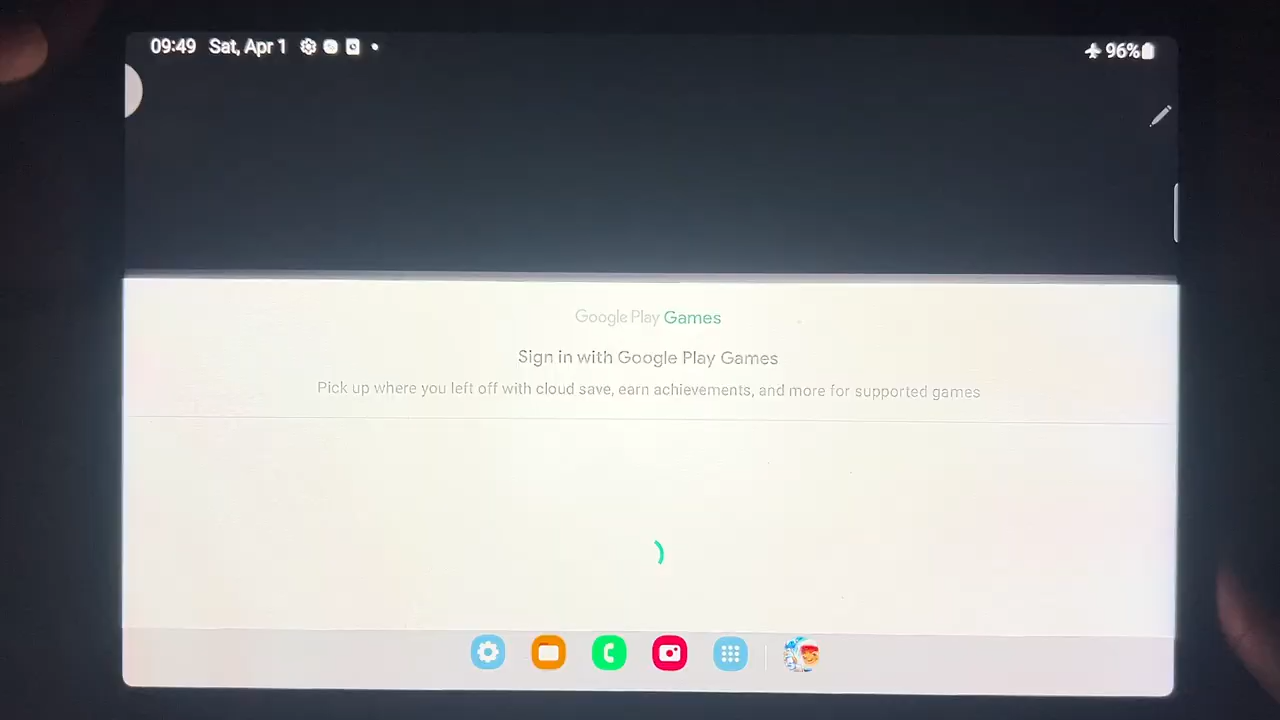 09:49 Sat, Apr 1
96%
Google Play Games
Sign in with Google Play Games
Pick up where you left off with cloud save, earn achievements, and more for supported games